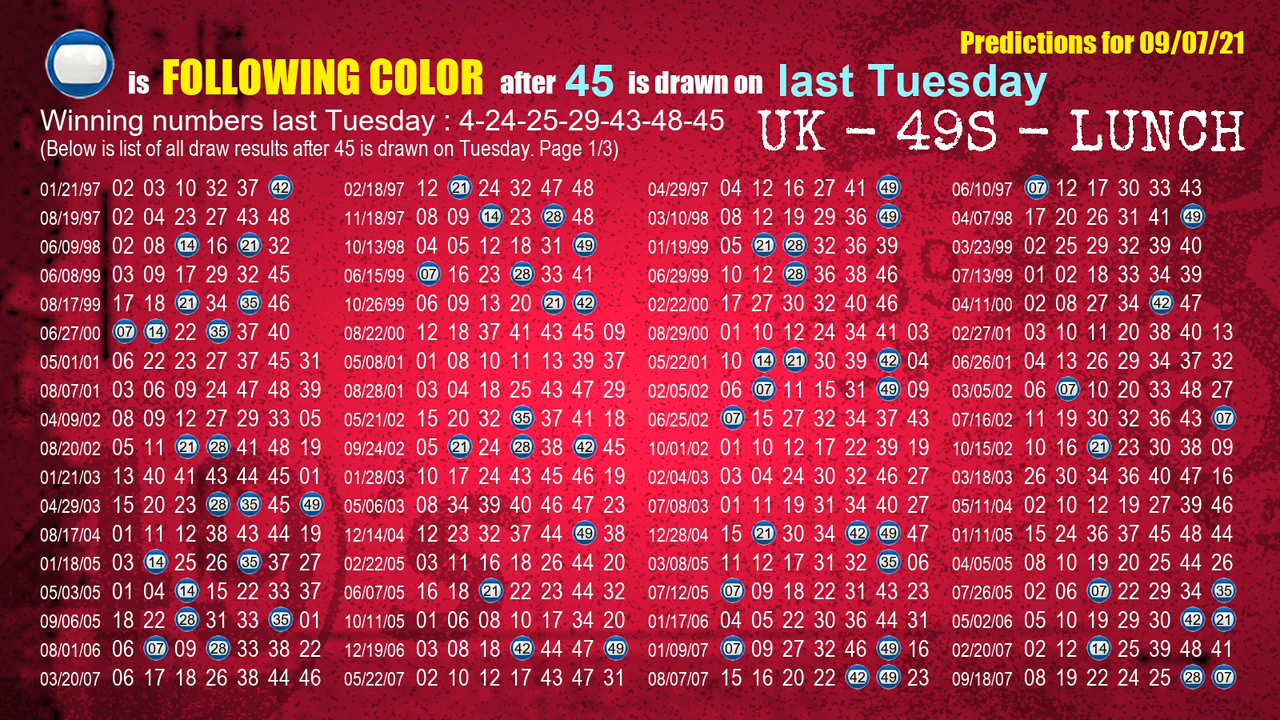 Predictions for 09/07/21
is FOLLOWING COLOR after 45 is drawn on last Tuesday
Winning numbers last Tuesday : 4-24-25-29-43-48-45
UK - 49S - LUNCH
(Below is list of all draw results after 45 is drawn on Tuesday. Page 1/3)
01/21/97 02 03 10 32 37 42 02/18/97 12 21 24 32 47 48 04/29/97 04 12 16 27 41 49 06/10/97 07 12 17 30 33 43
08/19/97 02 04 23 27 43 48 11/18/97 08 09 14 23 28 48 03/10/98 08 12 19 29 36 49 04/07/98 17 20 26 31 41 49
06/09/98 02 08 14 16 21 32 10/13/98 04 05 12 18 31 49 01/19/99 05 21 28 32 36 39 03/23/99 02 25 29 32 39 40
06/08/99 03 09 17 29 32 45 06/15/99 07 16 23 28 33 41 06/29/99 10 12 28 36 38 46 07/13/99 01 02 18 33 34 39
08/17/99 17 18 21 34 35 46 10/26/99 06 09 13 20 21 42 02/22/00 17 27 30 32 40 46 04/11/00 02 08 27 34 42 47
06/27/00 07 14 22 35 37 40 08/22/00 12 18 37 41 43 45 09 08/29/00 01 10 12 24 34 41 03 02/27/01 03 10 11 20 38 40 13
05/01/01 06 22 23 27 37 45 31 05/08/01 01 08 10 11 13 39 37 05/22/01 10 14 21 30 39 42 04 06/26/01 04 13 26 29 34 37 32
08/07/01 03 06 09 24 47 48 39 08/28/01 03 04 18 25 43 47 29 02/05/02 06 07 11 15 31 49 09 03/05/02 06 07 10 20 33 48 27
04/09/02 08 09 12 27 29 33 05 05/21/02 15 20 32 35 37 41 18 06/25/02 07 15 27 32 34 37 43 07/16/02 11 19 30 32 36 43 07
08/20/02 05 11 21 28 41 48 19 09/24/02 05 21 24 28 38 42 45 10/01/02 01 10 12 17 22 39 19 10/15/02 10 16 21 23 30 38 09
01/21/03 13 40 41 43 44 45 01 01/28/03 10 17 24 43 45 46 19 02/04/03 03 04 24 30 32 46 27 03/18/03 26 30 34 36 40 47 16
04/29/03 15 20 23 28 35 45 49 05/06/03 08 34 39 40 46 47 23 07/08/03 01 11 19 31 34 40 27 05/11/04 02 10 12 19 27 39 46
08/17/04 01 11 12 38 43 44 19 12/14/04 12 23 32 37 44 49 38 12/28/04 15 21 30 34 42 49 47 01/11/05 15 24 36 37 45 48 44
01/18/05 03 14 25 26 35 37 27 02/22/05 03 11 16 18 26 44 20 03/08/05 11 12 17 31 32 35 06 04/05/05 08 10 19 20 25 44 26
05/03/05 01 04 14 15 22 33 37 06/07/05 16 18 21 22 23 44 32 07/12/05 07 09 18 22 31 43 23 07/26/05 02 06 07 22 29 34 35
09/06/05 18 22 28 31 33 35 01 10/11/05 01 06 08 10 17 34 20 01/17/06 04 05 22 30 36 44 31 05/02/06 05 10 19 26 30 42 21
08/01/06 06 07 09 28 33 38 22 12/19/06 03 08 18 42 44 47 49 01/09/07 07 09 27 32 46 49 16 02/20/07 02 12 14 25 39 48 41
03/20/07 06 17 18 26 38 44 46 05/22/07 02 10 12 17 43 47 31 08/07/07 15 16 20 22 42 49 23 09/18/07 08 19 22 24 25 28 07